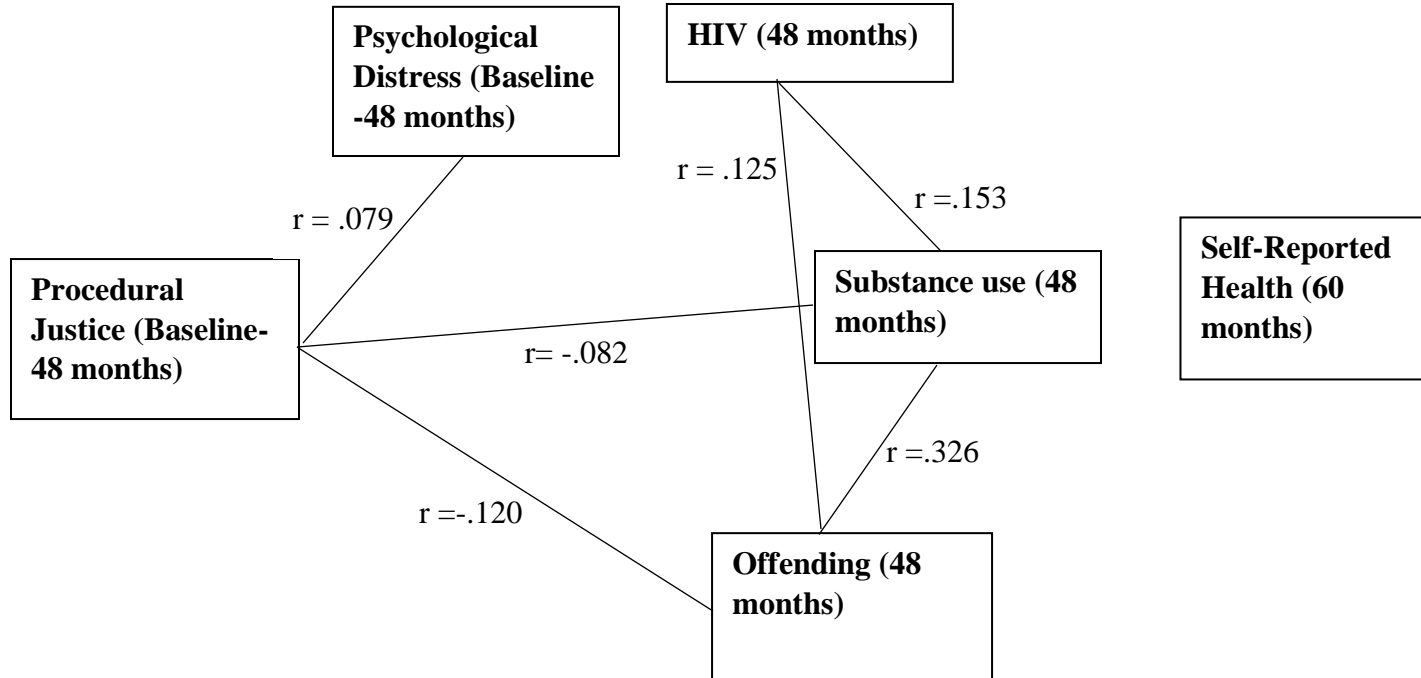 Psychological
Distress (Baseline
-48 months)
HIV (48 months)
r = .125
r =.153
r = .079
Procedural
Justice (Baseline-
48 months)
Substance use (48
months)
Self-Reported
Health (60
months)
r= -.082
r =.326
r =-.120
Offending (48
months)